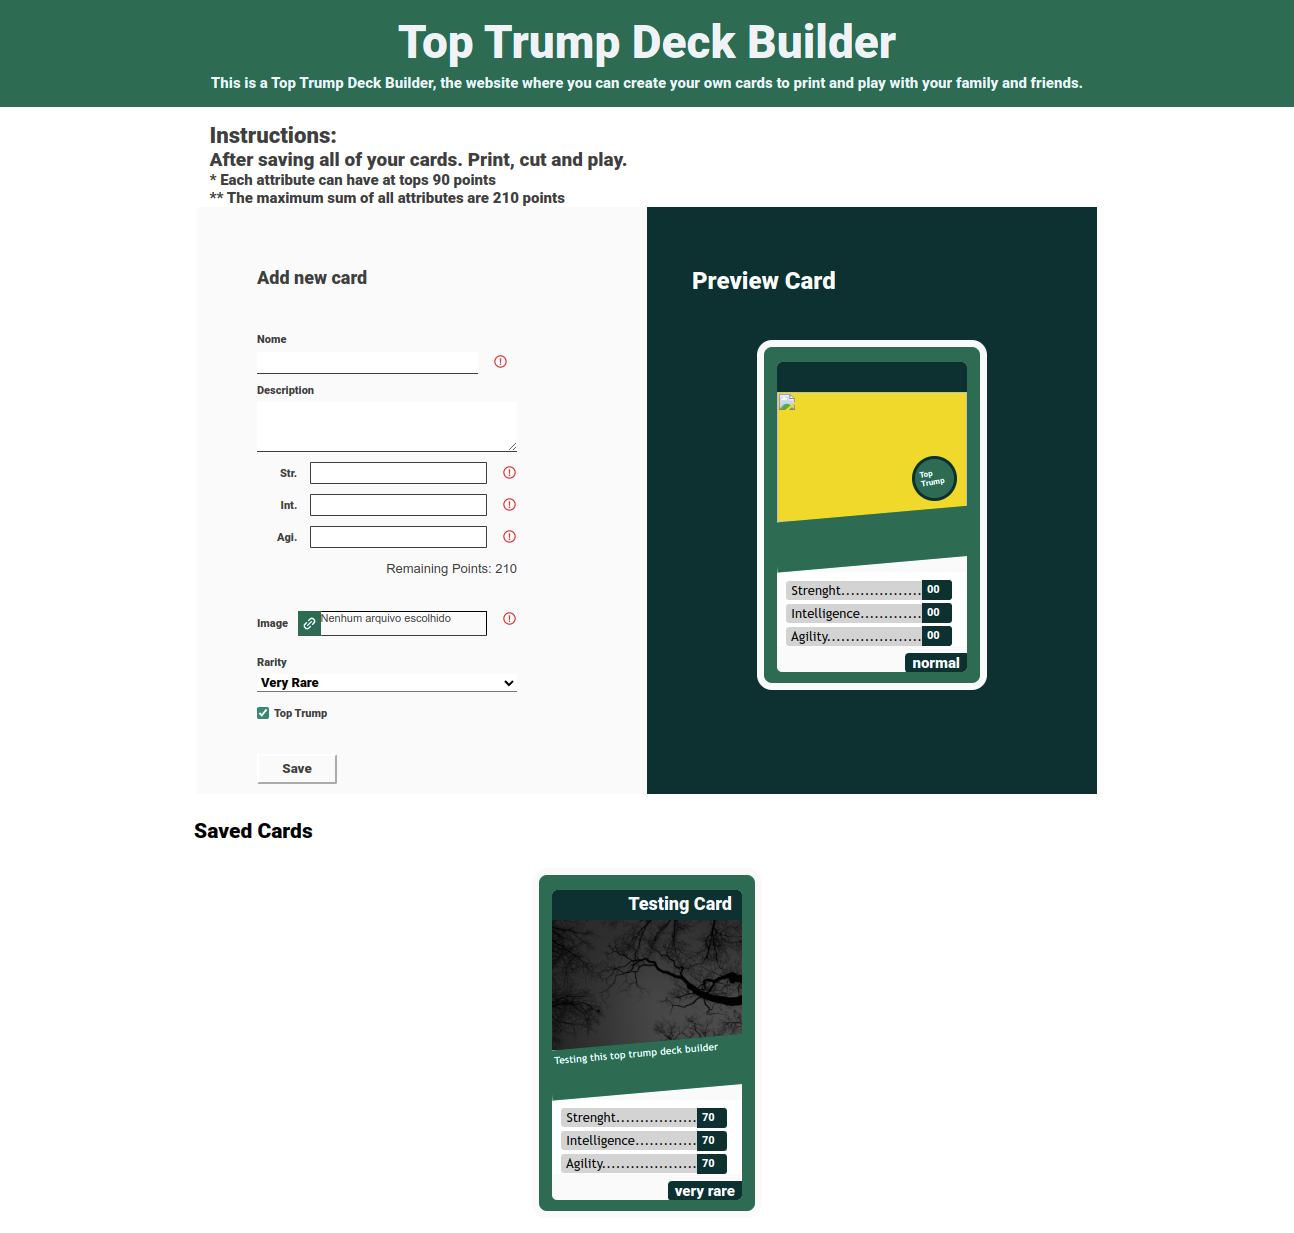 Top Trump Deck Builder
This is a Top Trump Deck Builder, the website where you can create your own cards to print and play with your family and friends.
Instructions:
After saving all of your cards. Print, cut and play.
* Each attribute can have at tops 90 points
** The maximum sum of all attributes are 210 points
Add new card
Nome
Description
Str.
Int.
Agi.
Remaining Points: 210
Image
Nenhum arquivo escolhido
Rarity
Very Rare
Top Trump
Save
Preview Card
Top
Trump
Strenght................. 00
Intelligence............. 00
Agility.................... 00
normal
Saved Cards
Testing Card
Testing this top trump deck builder
Strenght................. 70
Intelligence............. 70
Agility.................... 70
very rare